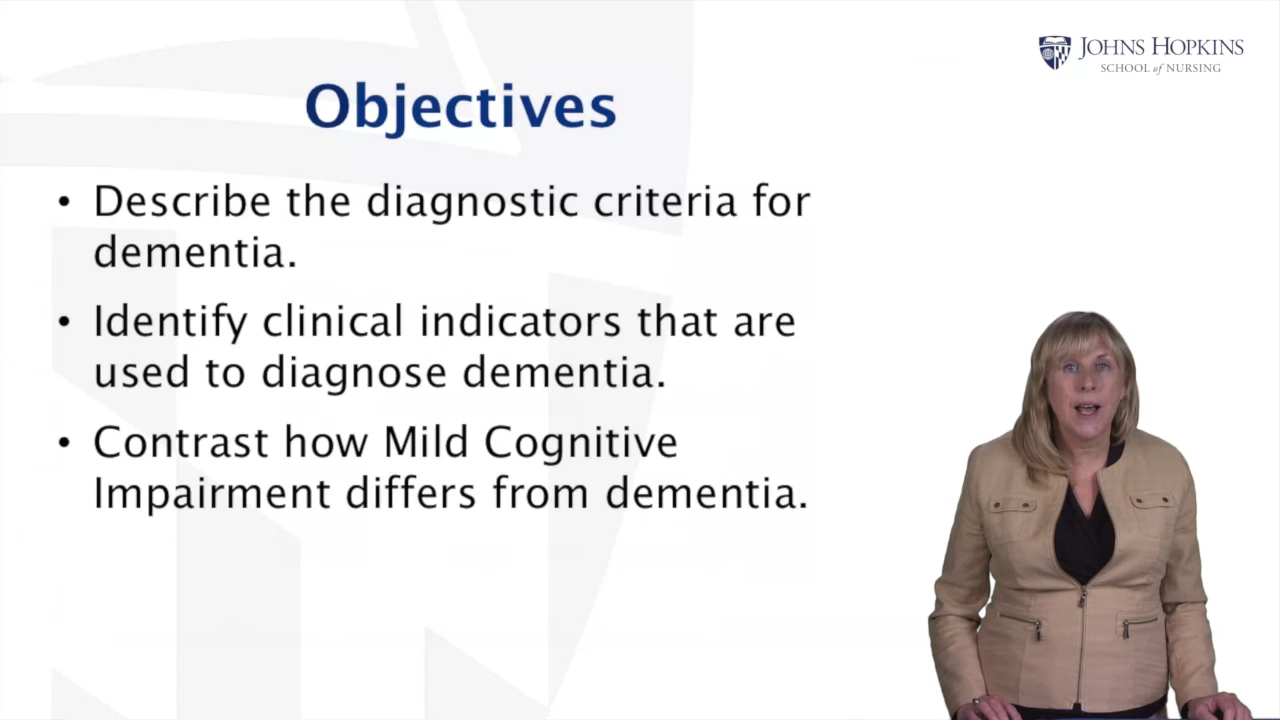 JOHNS HOPKINS
SCHOOL of NURSING
Objectives
• Describe the diagnostic criteria for
dementia.
• Identify clinical indicators that are
used to diagnose dementia.
• Contrast how Mild Cognitive
Impairment differs from dementia.